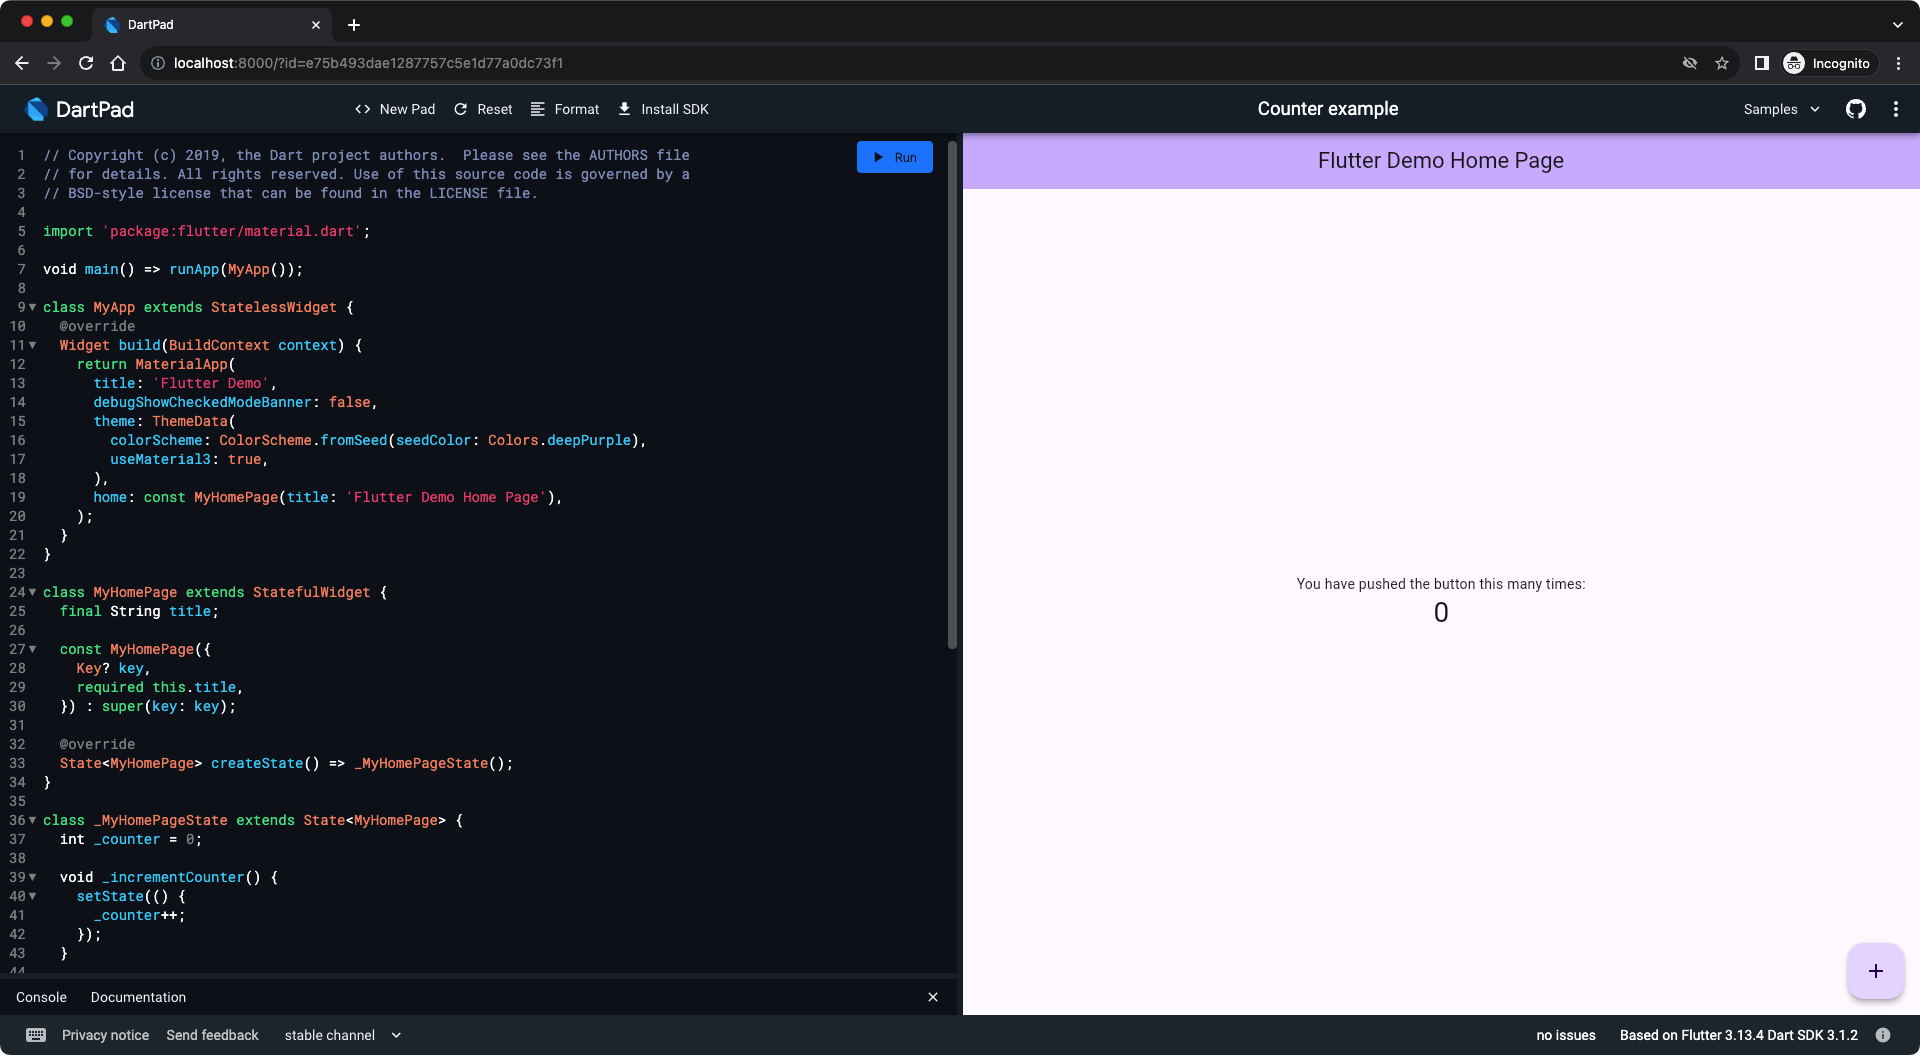 DartPad
localhost:8000/?id=e75b493dae1287757c5e1d77a0dc73f1
Incognito
DartPad
New Pad
Reset
Format
Install SDK
Counter example
Samples
Run
1 // Copyright (c) 2019, the Dart project authors.  Please see the AUTHORS file
2 // for details. All rights reserved. Use of this source code is governed by a
3 // BSD-style license that can be found in the LICENSE file.
4
5 import 'package:flutter/material.dart';
6
7 void main() => runApp(MyApp());
8
9 class MyApp extends StatelessWidget {
10   @override
11   Widget build(BuildContext context) {
12     return MaterialApp(
13       title: 'Flutter Demo',
14       debugShowCheckedModeBanner: false,
15       theme: ThemeData(
16         colorScheme: ColorScheme.fromSeed(seedColor: Colors.deepPurple),
17         useMaterial3: true,
18       ),
19       home: const MyHomePage(title: 'Flutter Demo Home Page'),
20     );
21   }
22 }
23
24 class MyHomePage extends StatefulWidget {
25   final String title;
26
27   const MyHomePage({
28     Key? key,
29     required this.title,
30   }) : super(key: key);
31
32   @override
33   State<MyHomePage> createState() => _MyHomePageState();
34 }
35
36 class _MyHomePageState extends State<MyHomePage> {
37   int _counter = 0;
38
39   void _incrementCounter() {
40     setState(() {
41       _counter++;
42     });
43   }
44
Flutter Demo Home Page
You have pushed the button this many times:
0
+
Console
Documentation
Privacy notice
Send feedback
stable channel
no issues
Based on Flutter 3.13.4 Dart SDK 3.1.2